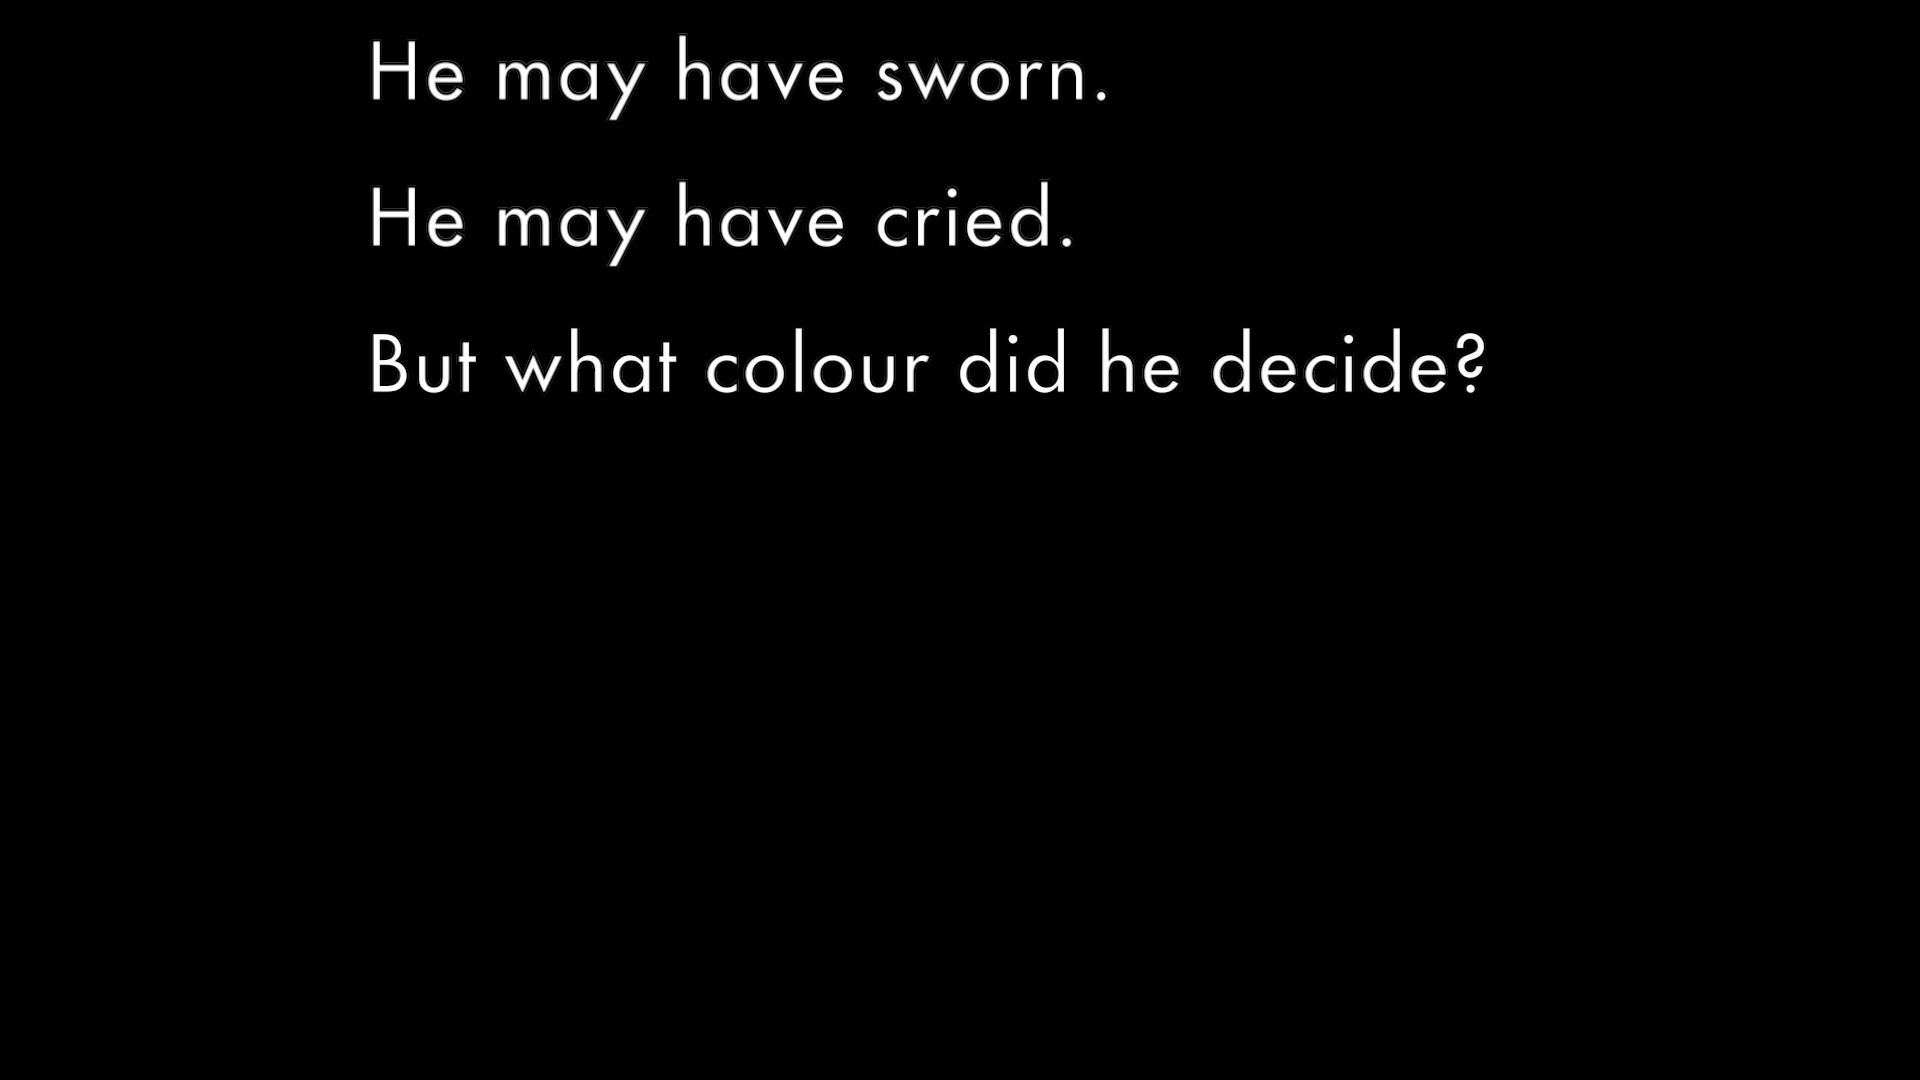 He may have sworn.
He may have cried.
But what colour did he decide?